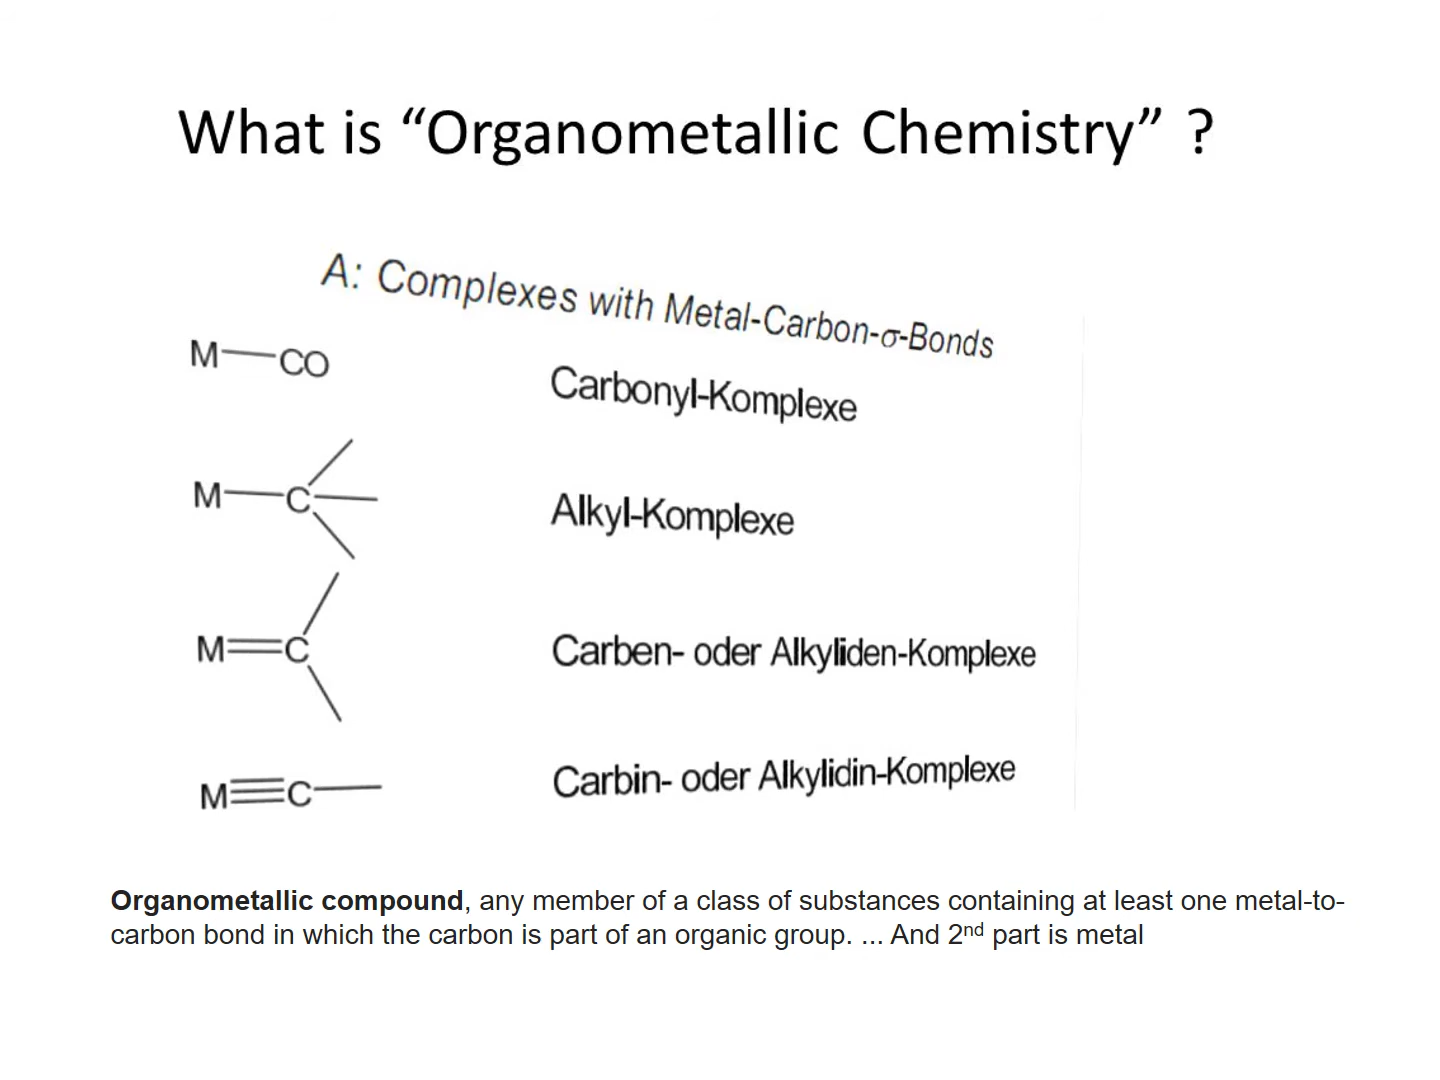 What is “Organometallic Chemistry” ?
A: Complexes with Metal-Carbon-σ-Bonds
M—CO
Carbonyl-Komplexe
M—C
Alkyl-Komplexe
M=C
Carben- oder Alkyliden-Komplexe
M≡C—
Carbin- oder Alkylidin-Komplexe
Organometallic compound, any member of a class of substances containing at least one metal-to-
carbon bond in which the carbon is part of an organic group. ... And 2nd part is metal